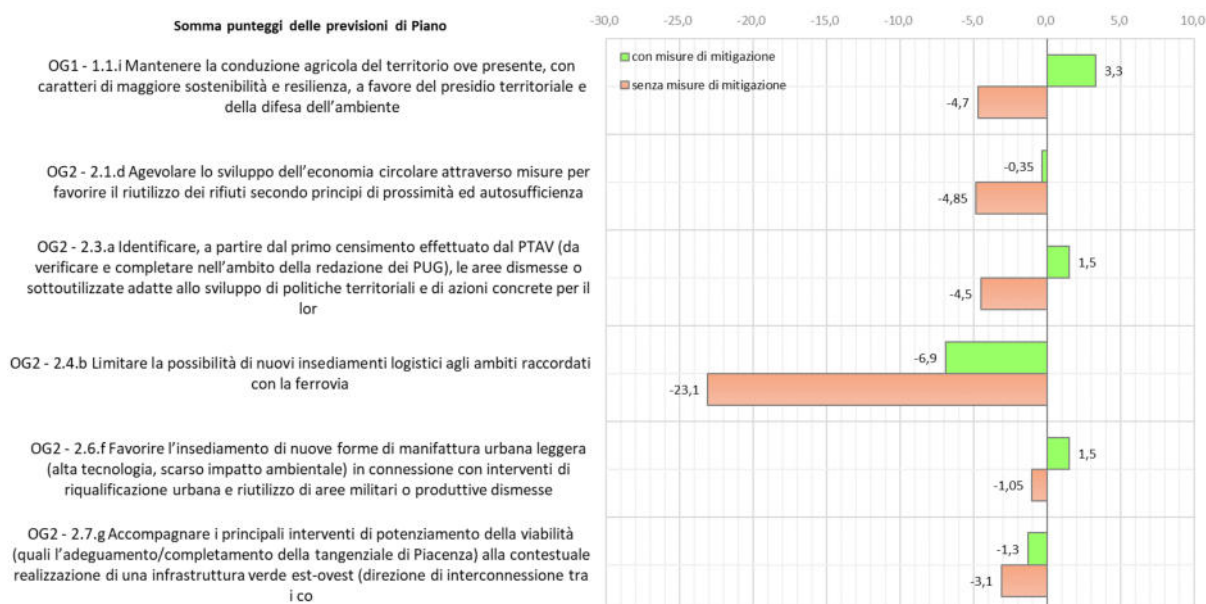 Somma punteggi delle previsioni di Piano
-30,0 -25,0 -20,0 -15,0 -10,0 -5,0 0,0 5,0 10,0
con misure di mitigazione
senza misure di mitigazione
OG1 - 1.1.i Mantenere la conduzione agricola del territorio ove presente, con
caratteri di maggiore sostenibilità e resilienza, a favore del presidio territoriale e
della difesa dell’ambiente
3,3
-4,7
OG2 - 2.1.d Agevolare lo sviluppo dell’economia circolare attraverso misure per
favorire il riutilizzo dei rifiuti secondo principi di prossimità ed autosufficienza
-0,35
-4,85
OG2 - 2.3.a Identificare, a partire dal primo censimento effettuato dal PTAV (da
verificare e completare nell’ambito della redazione dei PUG), le aree dismesse o
sottoutilizzate adatte allo sviluppo di politiche territoriali e di azioni concrete per il
lor
1,5
-4,5
OG2 - 2.4.b Limitare la possibilità di nuovi insediamenti logistici agli ambiti raccordati
con la ferrovia
-6,9
-23,1
OG2 - 2.6.f Favorire l’insediamento di nuove forme di manifattura urbana leggera
(alta tecnologia, scarso impatto ambientale) in connessione con interventi di
riqualificazione urbana e riutilizzo di aree militari o produttive dismesse
1,5
-1,05
OG2 - 2.7.g Accompagnare i principali interventi di potenziamento della viabilità
(quali l’adeguamento/completamento della tangenziale di Piacenza) alla contestuale
realizzazione di una infrastruttura verde est-ovest (direzione di interconnessione tra
i co
-1,3
-3,1